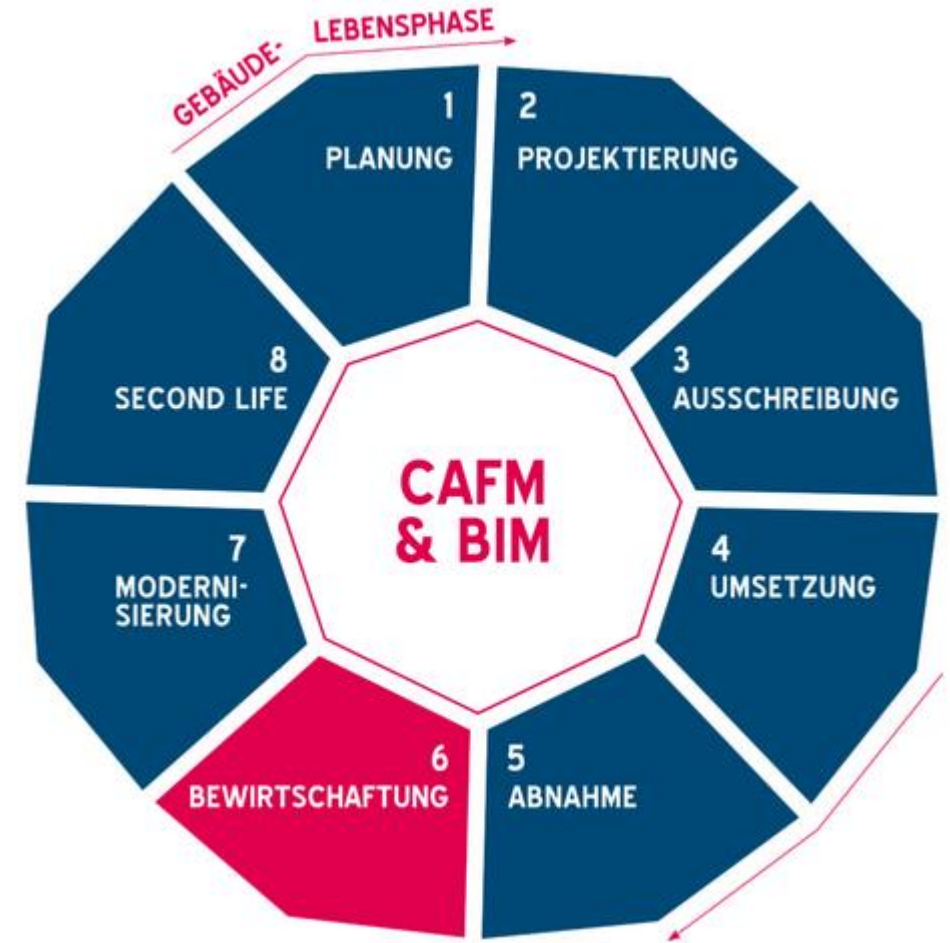 GEBÄUDE-
LEBENSPHASE
1
PLANUNG
2
PROJEKTIERUNG
3
AUSSCHREIBUNG
4
UMSETZUNG
5
ABNAHME
6
BEWIRTSCHAFTUNG
7
MODERNI-
SIERUNG
8
SECOND LIFE
CAFM
& BIM